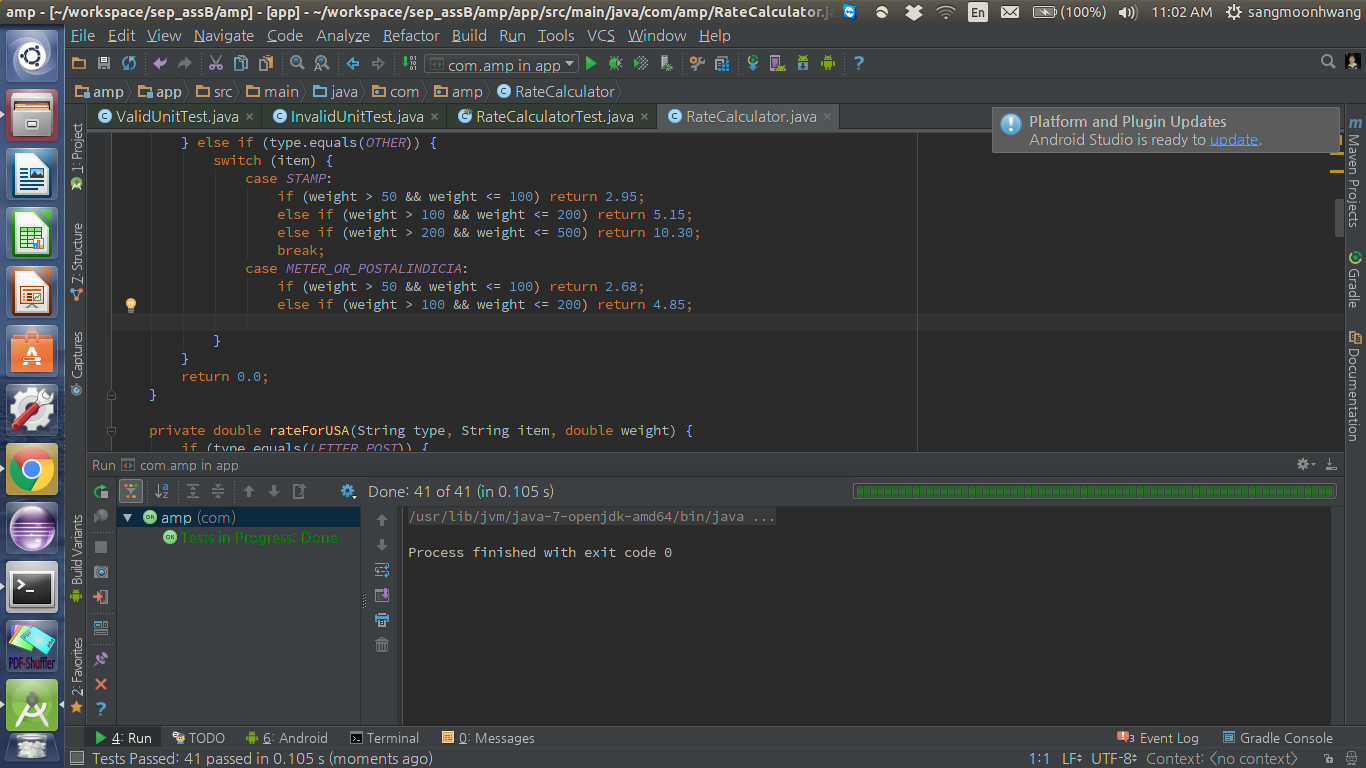 amp - [~/workspace/sep_assB/amp] - [app] - ~/workspace/sep_assB/amp/app/src/main/java/com/amp/RateCalculator.j
En
(100%)
11:02 AM
sangmoonhwang
File Edit View Navigate Code Analyze Refactor Build Run Tools VCS Window Help
com.amp in app
amp app src main java com amp RateCalculator
ValidUnitTest.java InvalidUnitTest.java RateCalculatorTest.java RateCalculator.java
Platform and Plugin Updates
Android Studio is ready to update.
} else if (type.equals(OTHER)) {
switch (item) {
case STAMP:
if (weight > 50 && weight <= 100) return 2.95;
else if (weight > 100 && weight <= 200) return 5.15;
else if (weight > 200 && weight <= 500) return 10.30;
break;
case METER_OR_POSTALINDICIA:
if (weight > 50 && weight <= 100) return 2.68;
else if (weight > 100 && weight <= 200) return 4.85;
}
}
return 0.0;
}
private double rateForUSA(String type, String item, double weight) {
if (type.equals(LETTER_POST)) {
1: Project
7: Structure
Captures
Build Variants
2: Favorites
Maven Projects
Gradle
Documentation
Run com.amp in app
Done: 41 of 41 (in 0.105 s)
amp (com)
Tests in Progress: Done
/usr/lib/jvm/java-7-openjdk-amd64/bin/java ...
Process finished with exit code 0
PDF-Shuffler
4: Run TODO 6: Android Terminal 0: Messages
3 Event Log Gradle Console
Tests Passed: 41 passed in 0.105 s (moments ago)
1:1 LF UTF-8 Context: <no context>